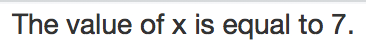 The value of x is equal to 7.